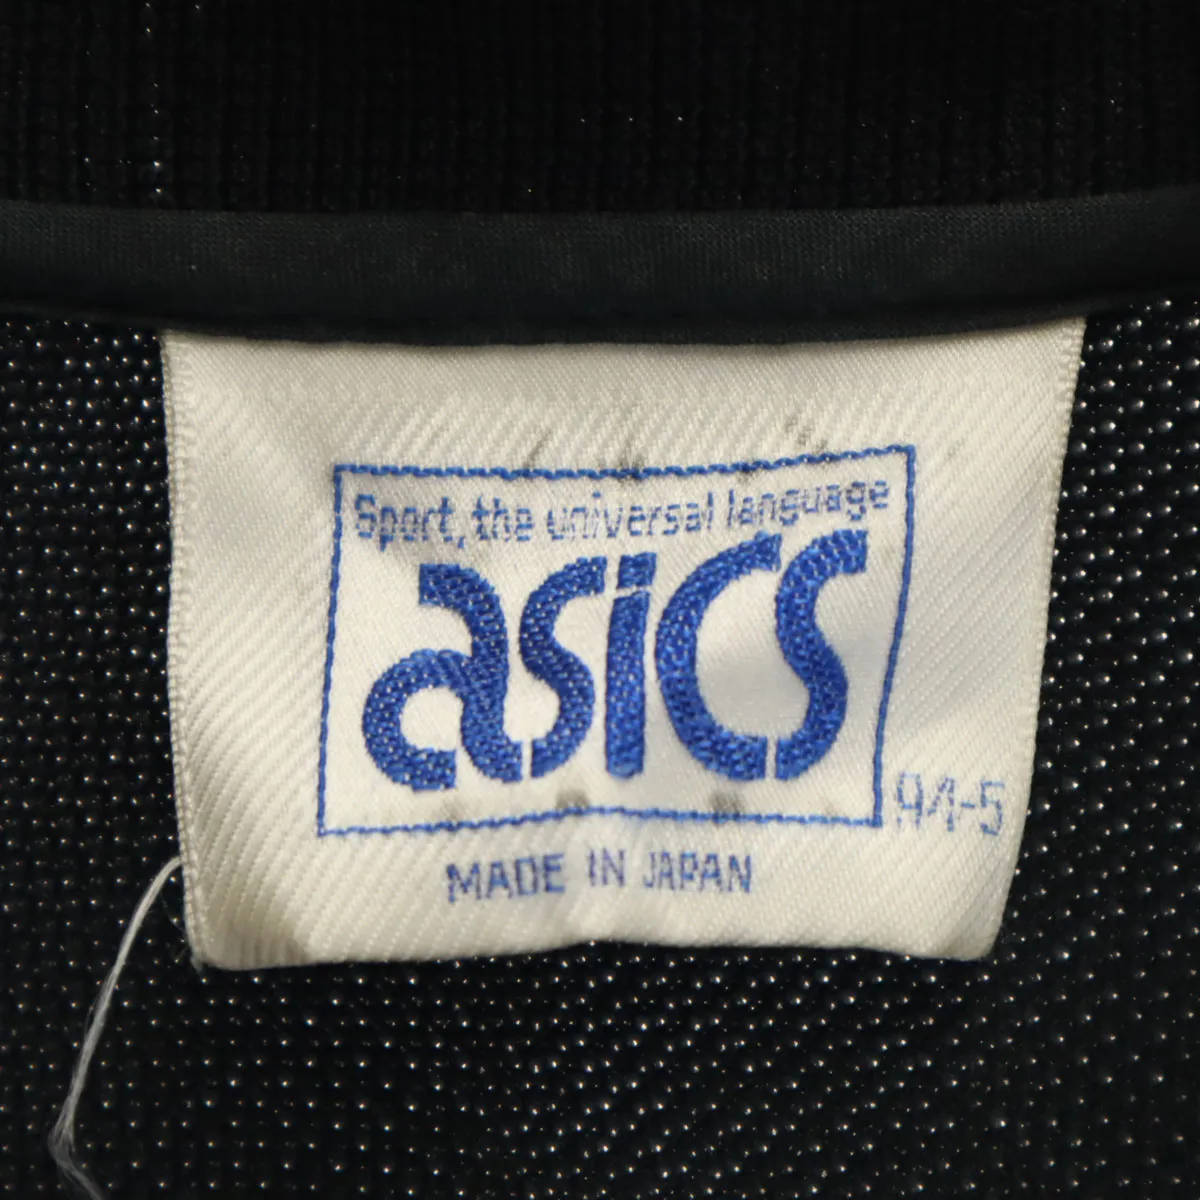 Sport, the universal language
asics
94-5
MADE IN JAPAN